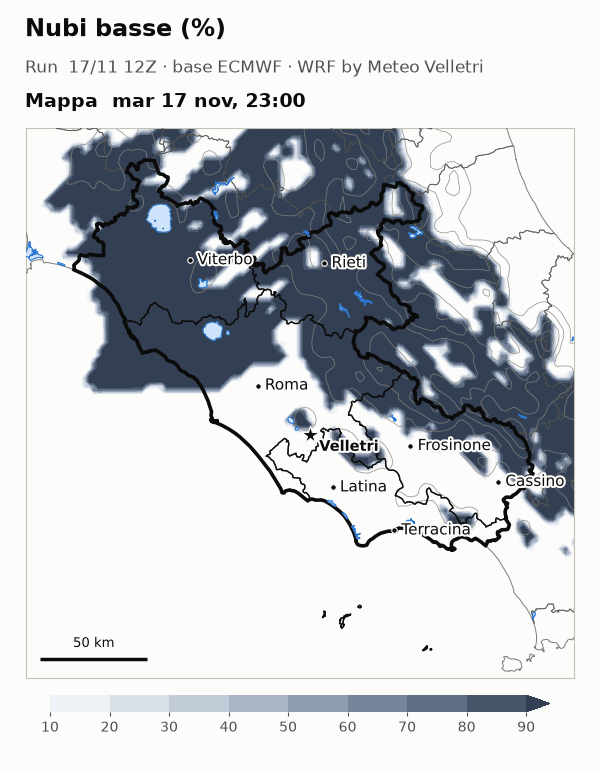 Nubi basse (%)
Run  17/11 12Z · base ECMWF · WRF by Meteo Velletri
Mappa  mar 17 nov, 23:00
Viterbo
Rieti
Roma
Velletri
Frosinone
Cassino
Latina
Terracina
50 km
10 20 30 40 50 60 70 80 90